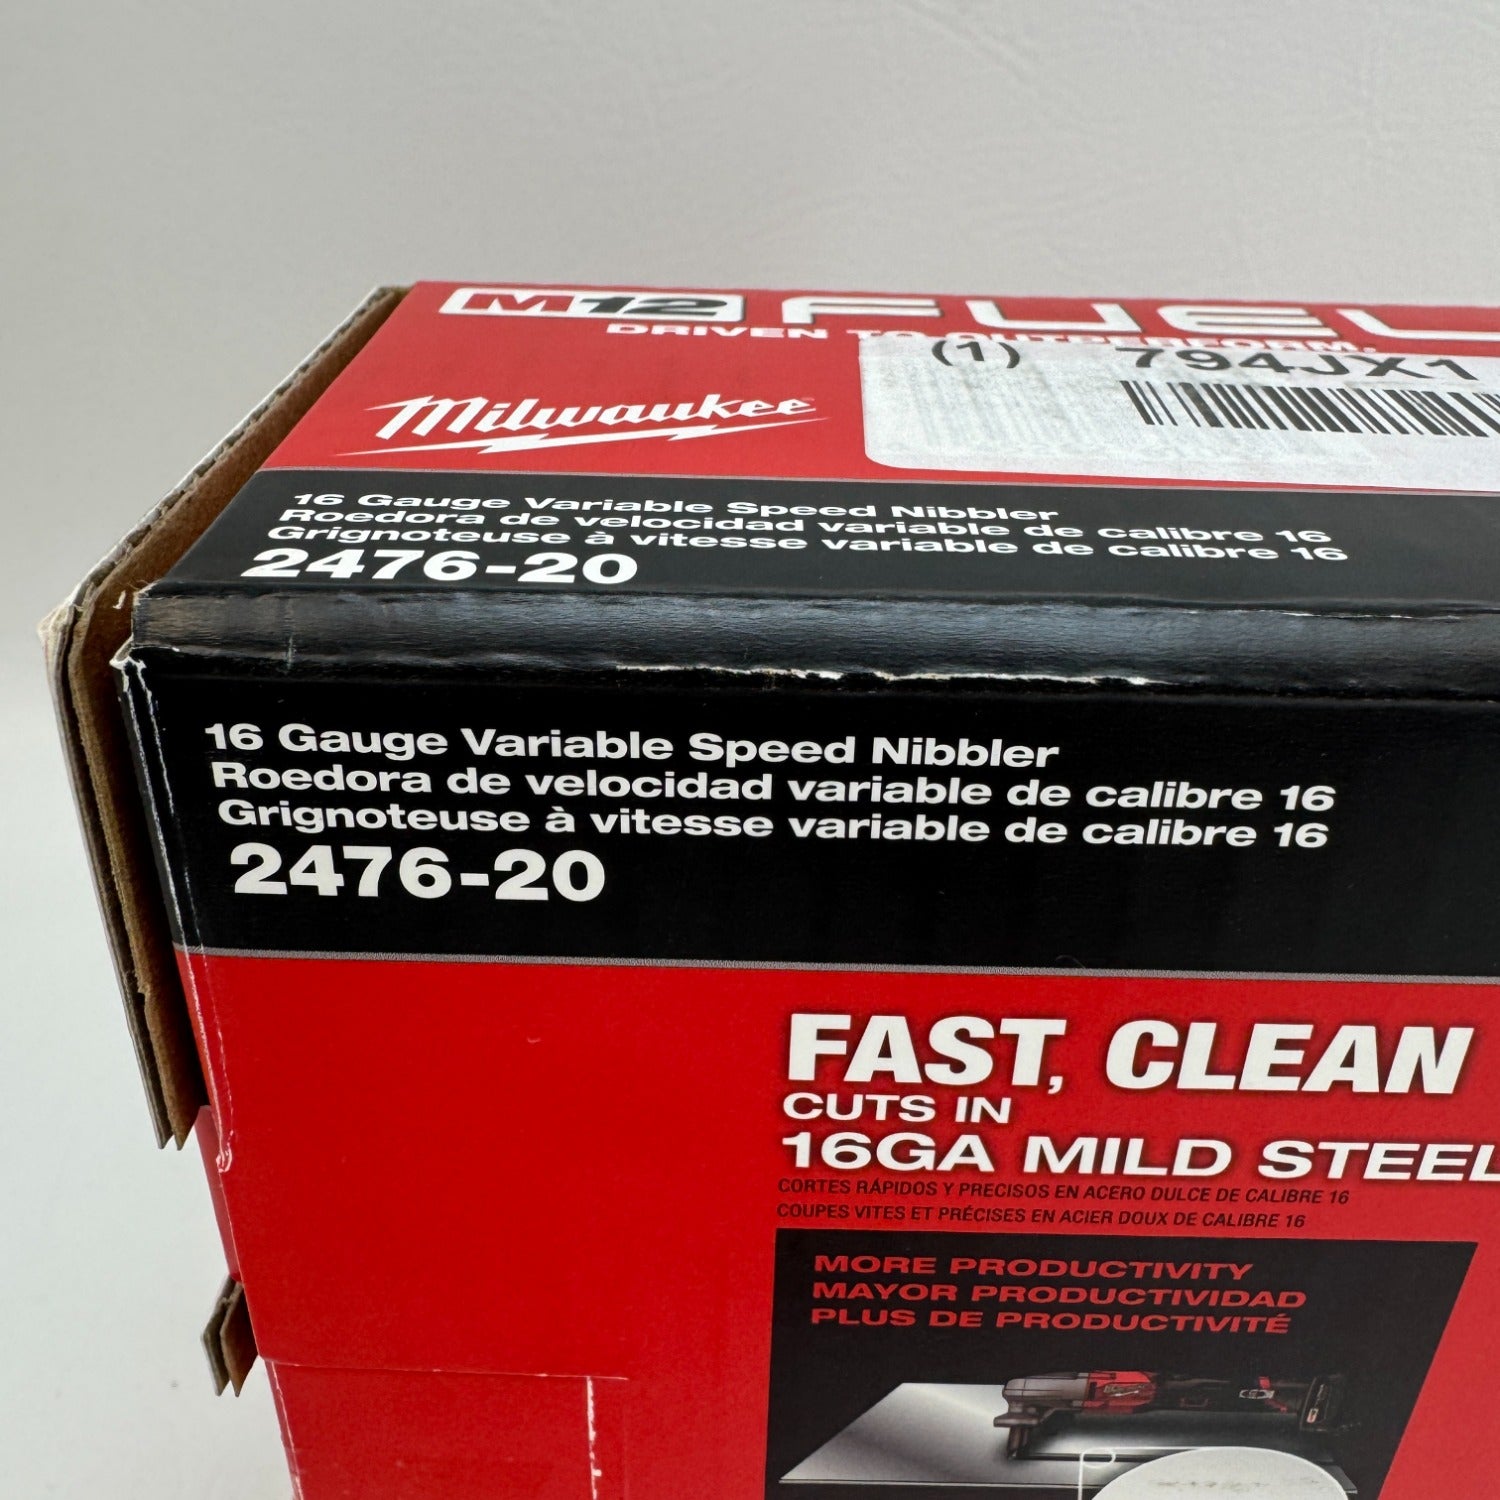 M12 FUEL
DRIVEN TO OUTPERFORM.
(1) 794JX1
Milwaukee
16 Gauge Variable Speed Nibbler
Roedora de velocidad variable de calibre 16
Grignoteuse à vitesse variable de calibre 16
2476-20
16 Gauge Variable Speed Nibbler
Roedora de velocidad variable de calibre 16
Grignoteuse à vitesse variable de calibre 16
2476-20
FAST, CLEAN
CUTS IN
16GA MILD STEEL
CORTES RÁPIDOS Y PRECISOS EN ACERO DULCE DE CALIBRE 16
COUPES VITES ET PRÉCISES EN ACIER DOUX DE CALIBRE 16
MORE PRODUCTIVITY
MAYOR PRODUCTIVIDAD
PLUS DE PRODUCTIVITÉ